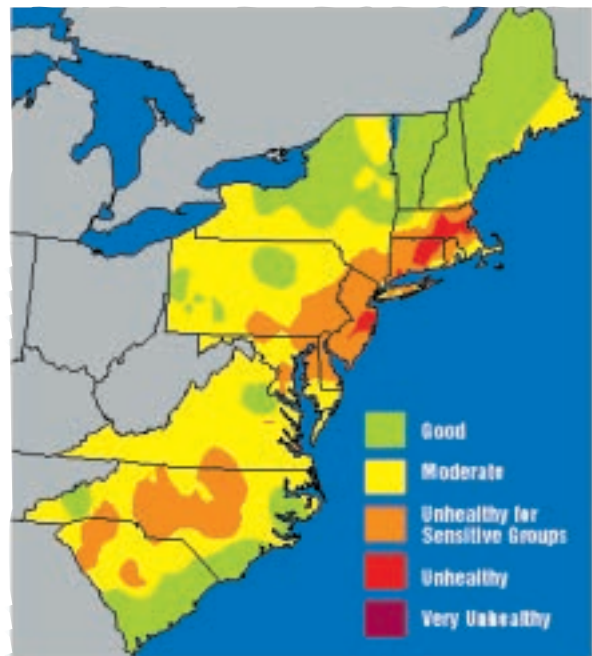 Good
Moderate
Unhealthy for
Sensitive Groups
Unhealthy
Very Unhealthy